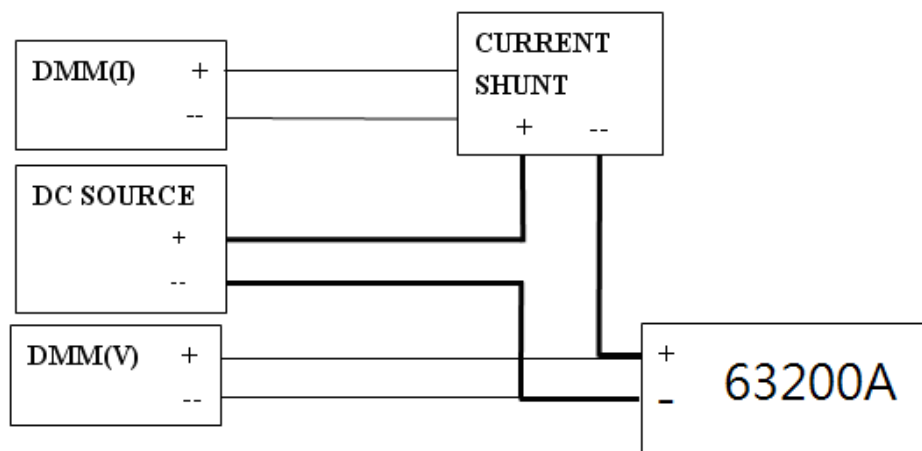 DMM(I) +
--
CURRENT
SHUNT
+ --
DC SOURCE
+
--
DMM(V) +
--
+
63200A
-